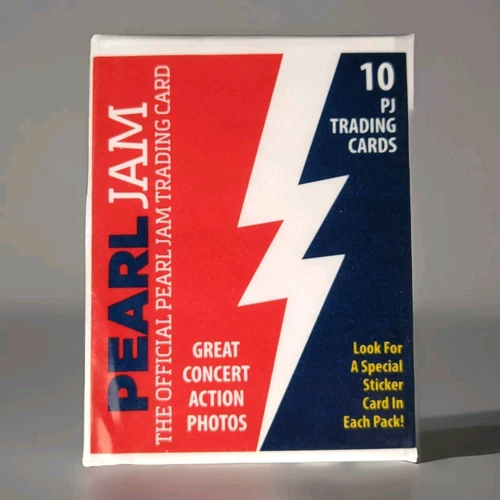 PEARL JAM
THE OFFICIAL PEARL JAM TRADING CARD
10
PJ
TRADING
CARDS
GREAT
CONCERT
ACTION
PHOTOS
Look For
A Special
Sticker
Card In
Each Pack!